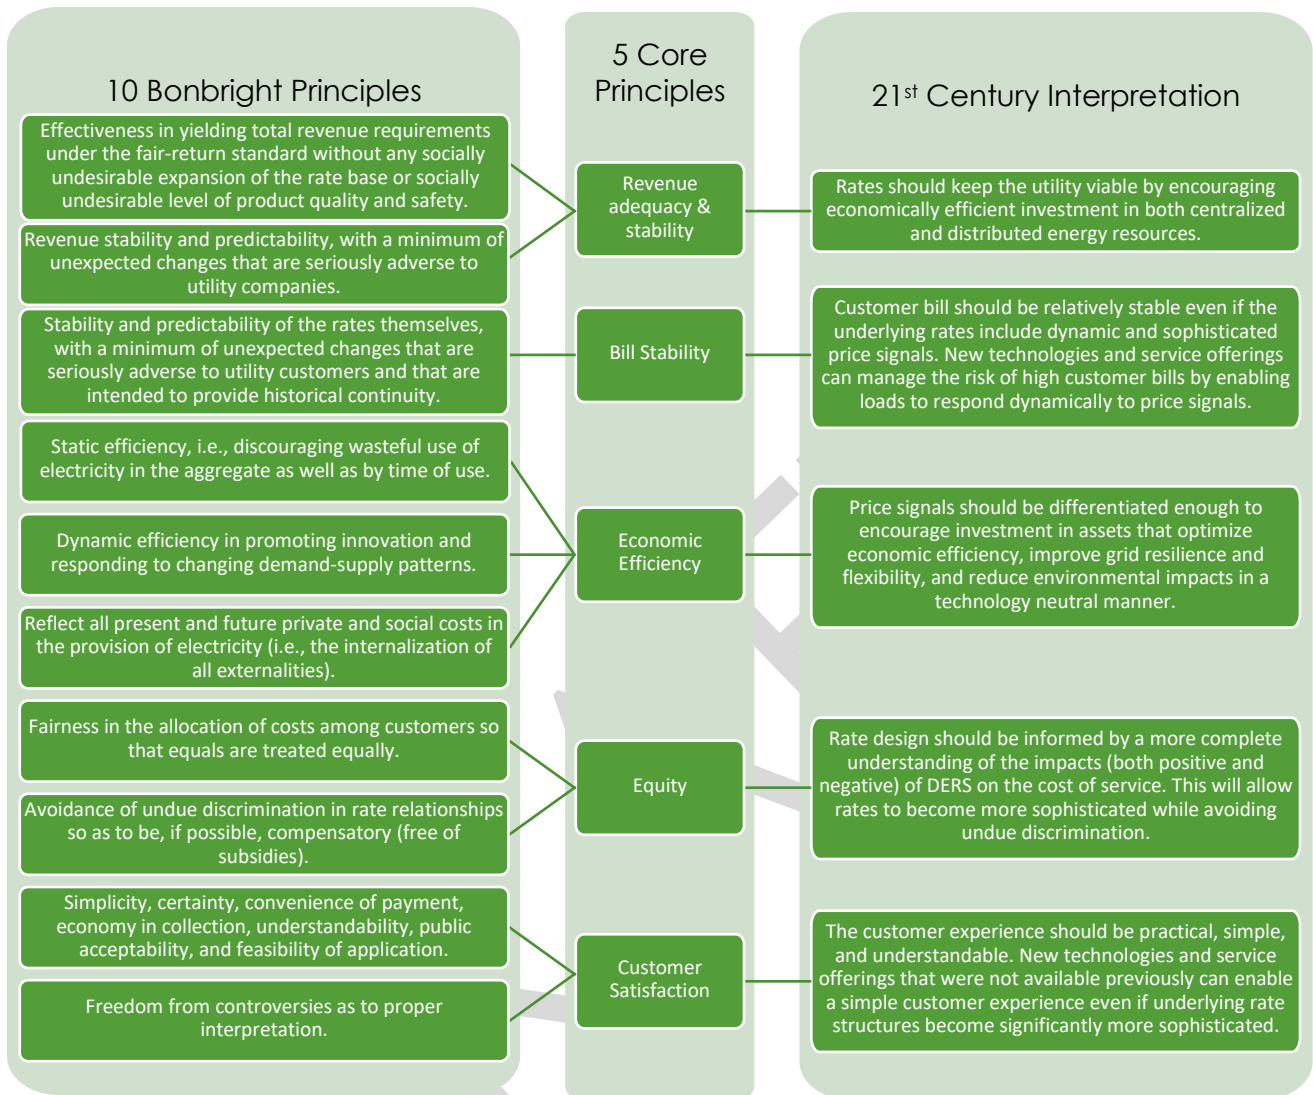 10 Bonbright Principles
Effectiveness in yielding total revenue requirements
under the fair-return standard without any socially
undesirable expansion of the rate base or socially
undesirable level of product quality and safety.
Revenue stability and predictability, with a minimum of
unexpected changes that are seriously adverse to
utility companies.
Stability and predictability of the rates themselves,
with a minimum of unexpected changes that are
seriously adverse to utility customers and that are
intended to provide historical continuity.
Static efficiency, i.e., discouraging wasteful use of
electricity in the aggregate as well as by time of use.
Dynamic efficiency in promoting innovation and
responding to changing demand-supply patterns.
Reflect all present and future private and social costs in
the provision of electricity (i.e., the internalization of
all externalities).
Fairness in the allocation of costs among customers so
that equals are treated equally.
Avoidance of undue discrimination in rate relationships
so as to be, if possible, compensatory (free of
subsidies).
Simplicity, certainty, convenience of payment,
economy in collection, understandability, public
acceptability, and feasibility of application.
Freedom from controversies as to proper
interpretation.
5 Core
Principles
Revenue
adequacy &
stability
Bill Stability
Economic
Efficiency
Equity
Customer
Satisfaction
21st Century Interpretation
Rates should keep the utility viable by encouraging
economically efficient investment in both centralized
and distributed energy resources.
Customer bill should be relatively stable even if the
underlying rates include dynamic and sophisticated
price signals. New technologies and service offerings
can manage the risk of high customer bills by enabling
loads to respond dynamically to price signals.
Price signals should be differentiated enough to
encourage investment in assets that optimize
economic efficiency, improve grid resilience and
flexibility, and reduce environmental impacts in a
technology neutral manner.
Rate design should be informed by a more complete
understanding of the impacts (both positive and
negative) of DERS on the cost of service. This will allow
rates to become more sophisticated while avoiding
undue discrimination.
The customer experience should be practical, simple,
and understandable. New technologies and service
offerings that were not available previously can enable
a simple customer experience even if underlying rate
structures become significantly more sophisticated.